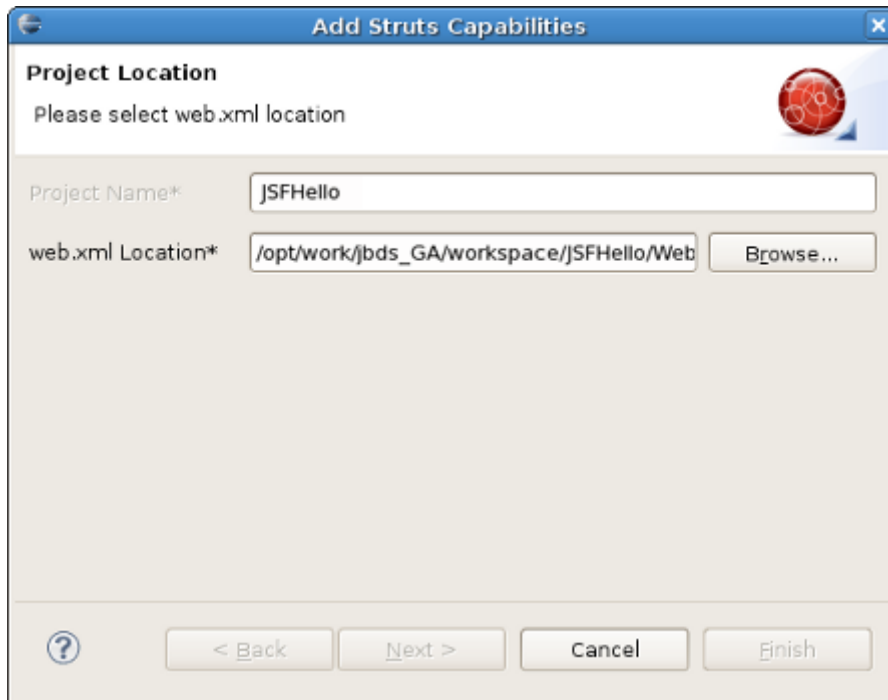 Add Struts Capabilities
Project Location
Please select web.xml location
Project Name* JSFHello
web.xml Location* /opt/work/jbds_GA/workspace/JSFHello/Web Browse...
? < Back Next > Cancel Finish